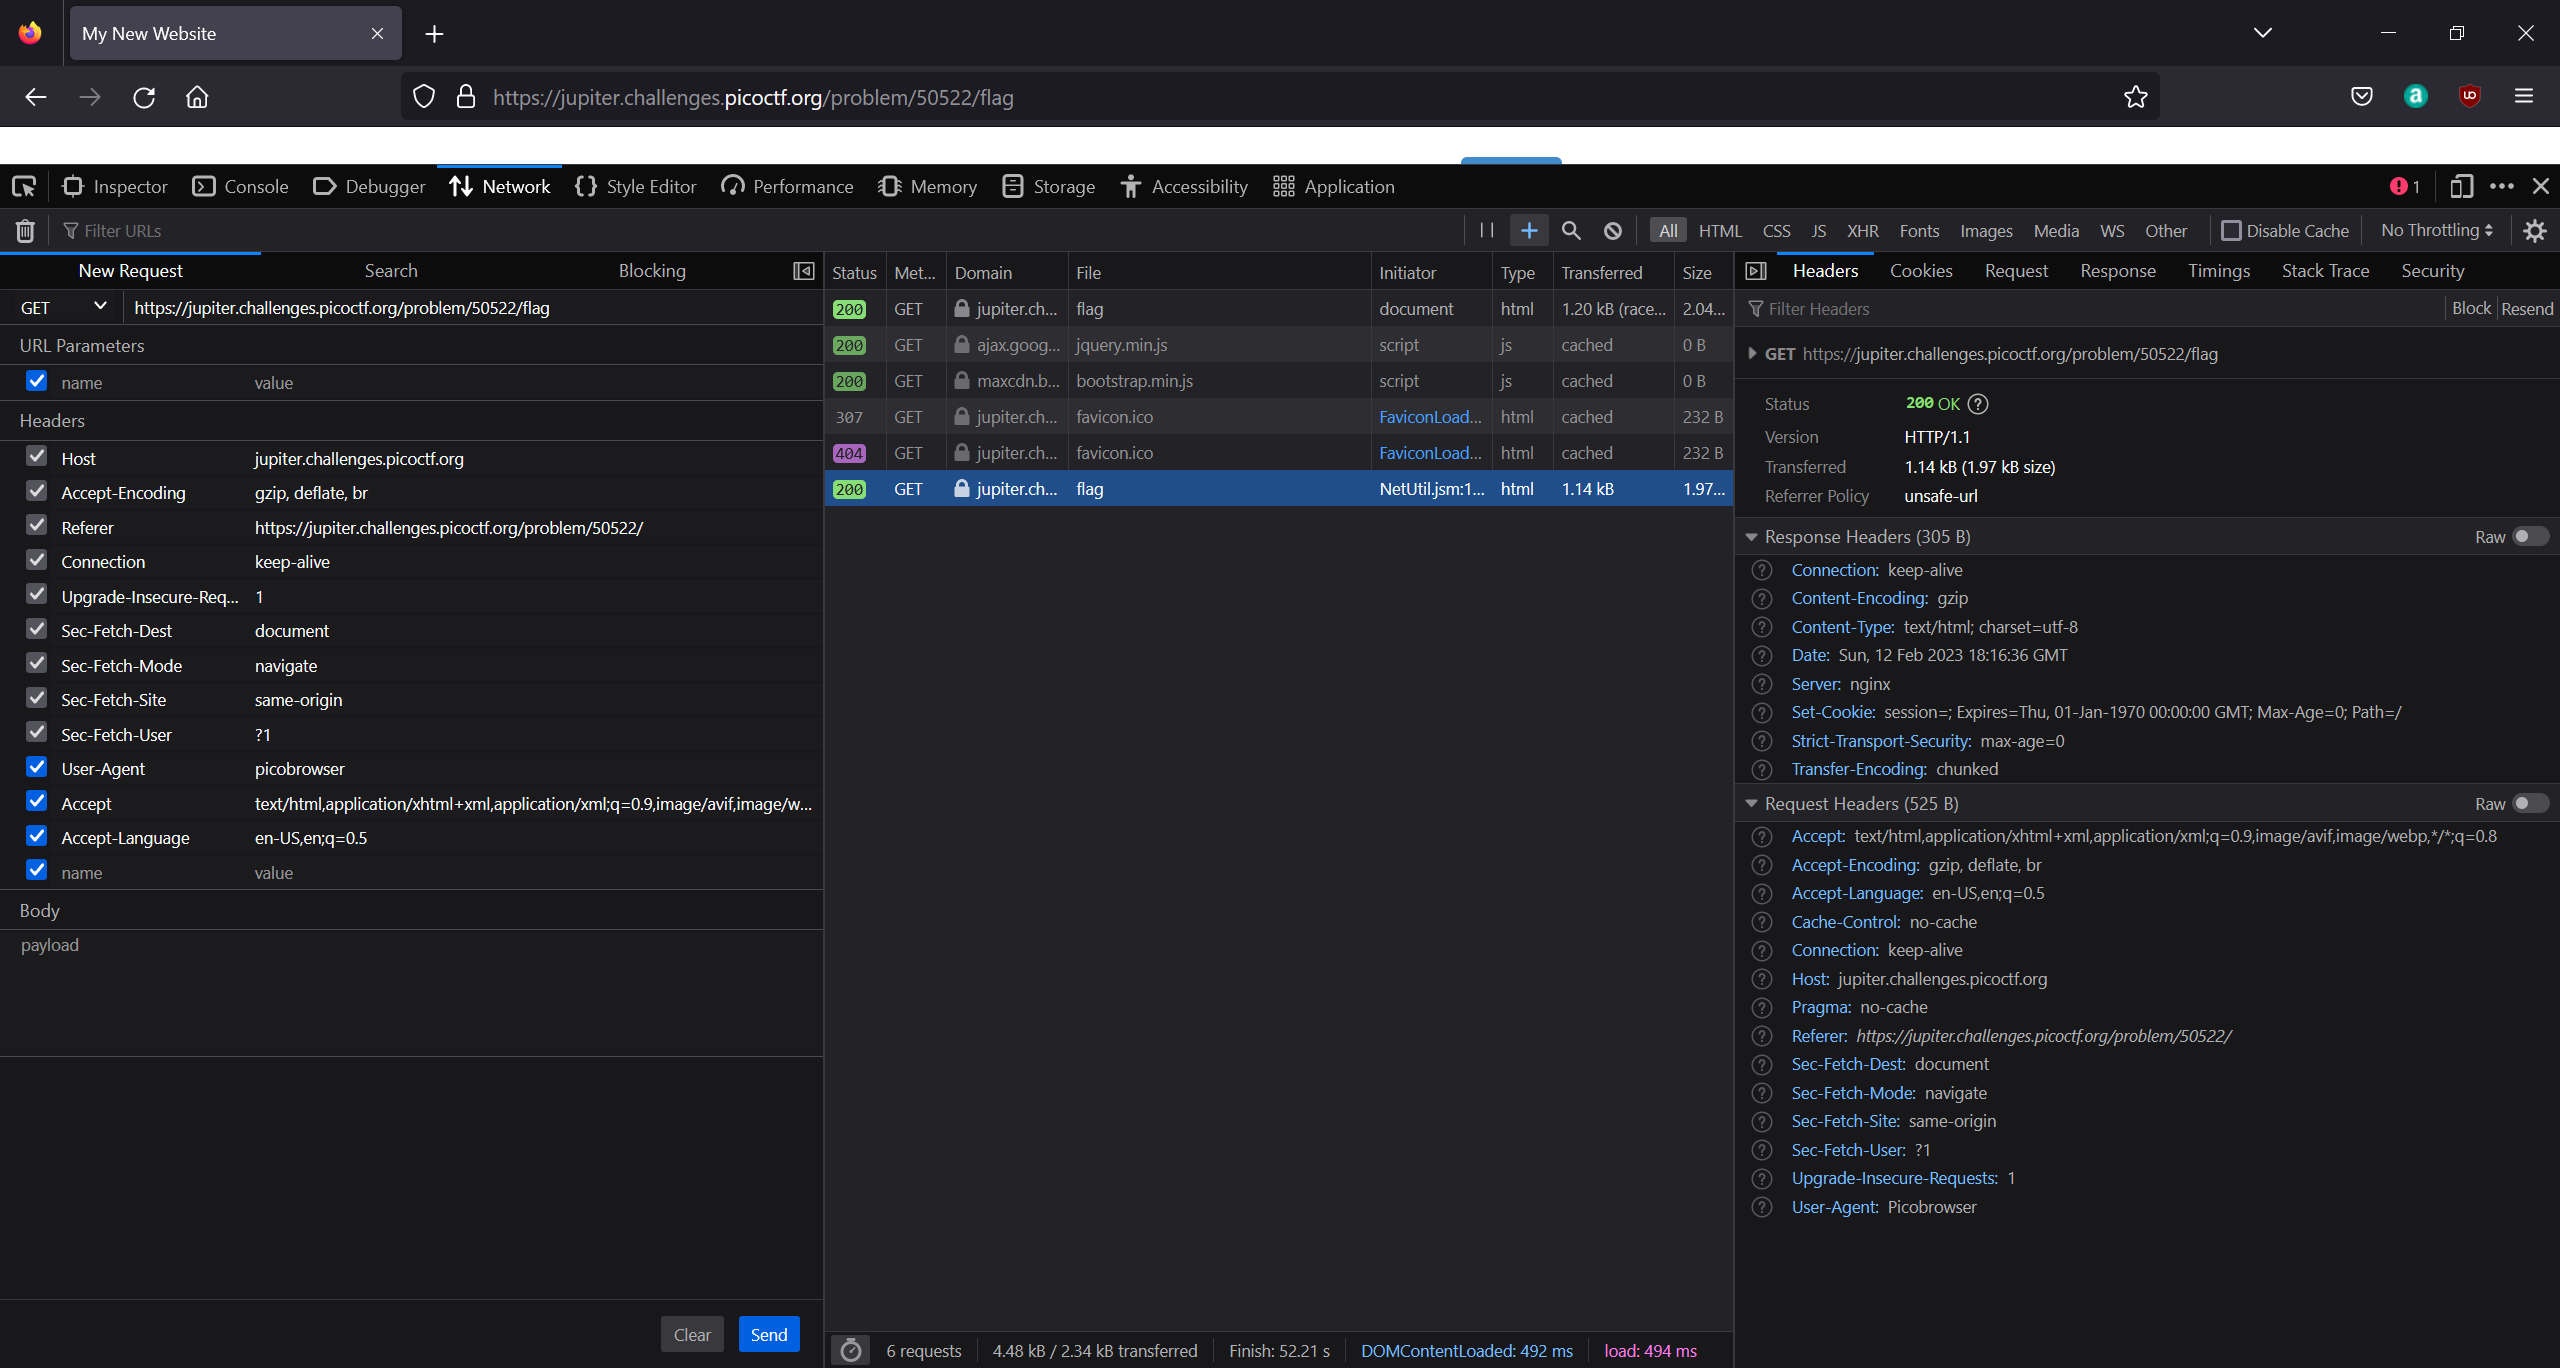 My New Website
https://jupiter.challenges.picoctf.org/problem/50522/flag
Inspector Console Debugger Network Style Editor Performance Memory Storage Accessibility Application 1
Filter URLs All HTML CSS JS XHR Fonts Images Media WS Other Disable Cache No Throttling
New Request Search Blocking
GET https://jupiter.challenges.picoctf.org/problem/50522/flag
URL Parameters
name value
Headers
Host jupiter.challenges.picoctf.org
Accept-Encoding gzip, deflate, br
Referer https://jupiter.challenges.picoctf.org/problem/50522/
Connection keep-alive
Upgrade-Insecure-Req... 1
Sec-Fetch-Dest document
Sec-Fetch-Mode navigate
Sec-Fetch-Site same-origin
Sec-Fetch-User ?1
User-Agent picobrowser
Accept text/html,application/xhtml+xml,application/xml;q=0.9,image/avif,image/w...
Accept-Language en-US,en;q=0.5
name value
Body
payload
Clear Send
Status Met... Domain File Initiator Type Transferred Size
200 GET jupiter.ch... flag document html 1.20 kB (race... 2.04...
200 GET ajax.goog... jquery.min.js script js cached 0 B
200 GET maxcdn.b... bootstrap.min.js script js cached 0 B
307 GET jupiter.ch... favicon.ico FaviconLoad... html cached 232 B
404 GET jupiter.ch... favicon.ico FaviconLoad... html cached 232 B
200 GET jupiter.ch... flag NetUtil.jsm:1... html 1.14 kB 1.97...
6 requests 4.48 kB / 2.34 kB transferred Finish: 52.21 s DOMContentLoaded: 492 ms load: 494 ms
Headers Cookies Request Response Timings Stack Trace Security
Filter Headers Block Resend
GET https://jupiter.challenges.picoctf.org/problem/50522/flag
Status 200 OK
Version HTTP/1.1
Transferred 1.14 kB (1.97 kB size)
Referrer Policy unsafe-url
Response Headers (305 B) Raw
Connection: keep-alive
Content-Encoding: gzip
Content-Type: text/html; charset=utf-8
Date: Sun, 12 Feb 2023 18:16:36 GMT
Server: nginx
Set-Cookie: session=; Expires=Thu, 01-Jan-1970 00:00:00 GMT; Max-Age=0; Path=/
Strict-Transport-Security: max-age=0
Transfer-Encoding: chunked
Request Headers (525 B) Raw
Accept: text/html,application/xhtml+xml,application/xml;q=0.9,image/avif,image/webp,*/*;q=0.8
Accept-Encoding: gzip, deflate, br
Accept-Language: en-US,en;q=0.5
Cache-Control: no-cache
Connection: keep-alive
Host: jupiter.challenges.picoctf.org
Pragma: no-cache
Referer: https://jupiter.challenges.picoctf.org/problem/50522/
Sec-Fetch-Dest: document
Sec-Fetch-Mode: navigate
Sec-Fetch-Site: same-origin
Sec-Fetch-User: ?1
Upgrade-Insecure-Requests: 1
User-Agent: Picobrowser